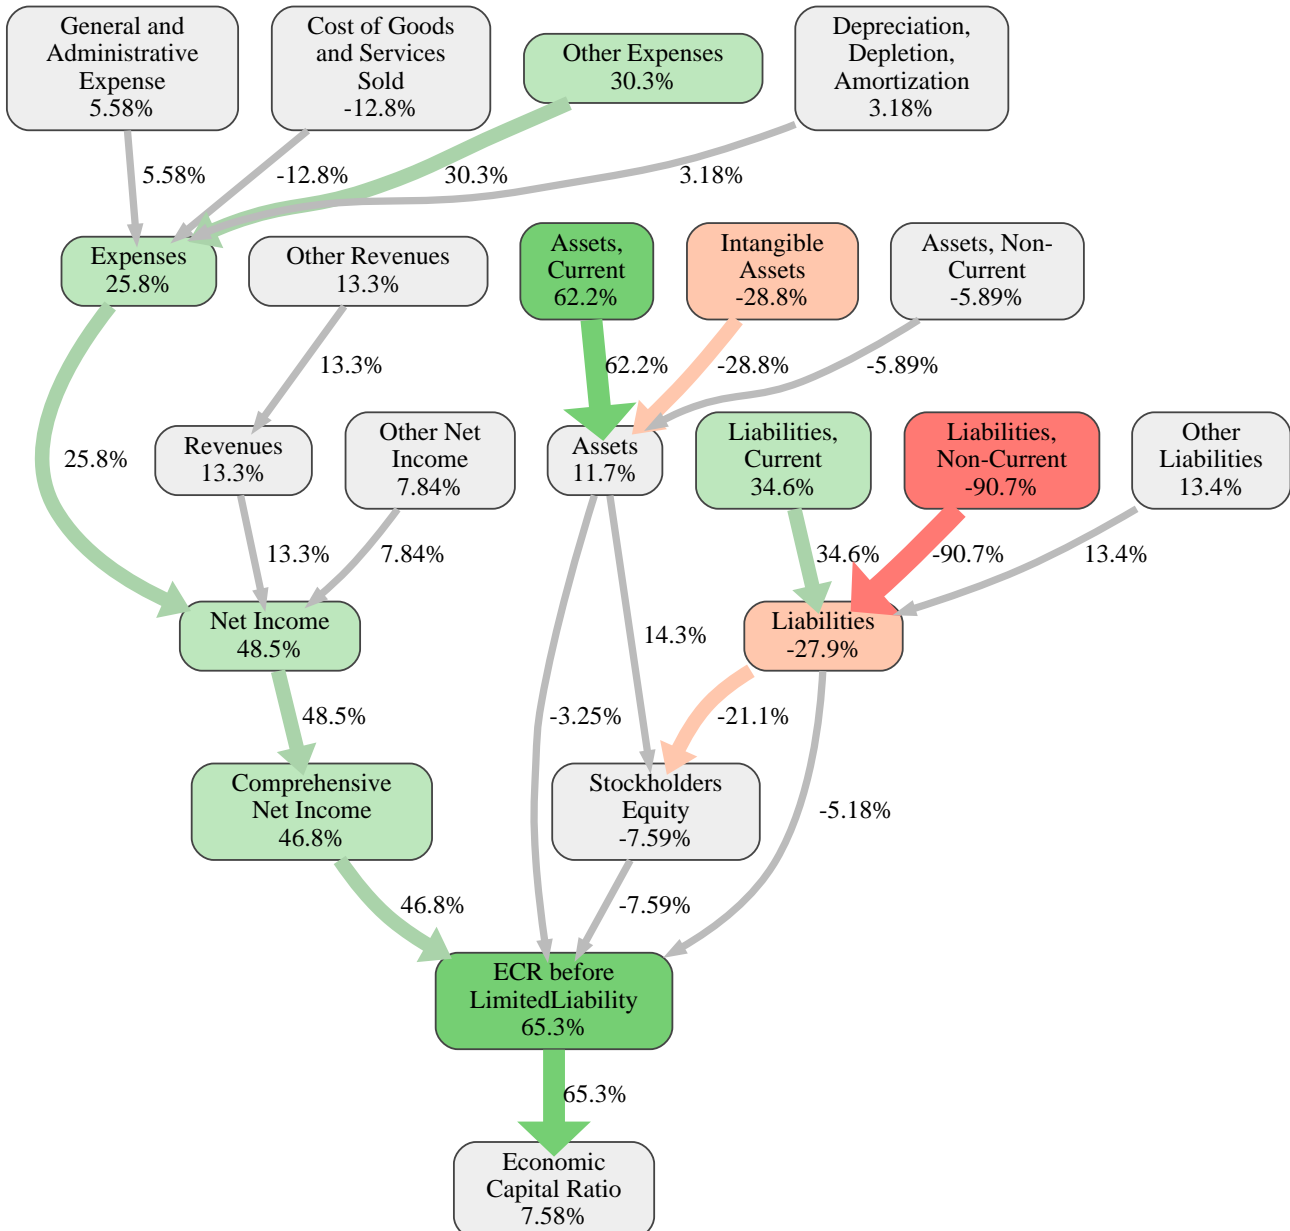 General and
Administrative
Expense
5.58%
Cost of Goods
and Services
Sold
-12.8%
Other Expenses
30.3%
Depreciation,
Depletion,
Amortization
3.18%
5.58%
-12.8%
30.3%
3.18%
Expenses
25.8%
Other Revenues
13.3%
Assets,
Current
62.2%
Intangible
Assets
-28.8%
Assets, Non-
Current
-5.89%
13.3%
62.2%
-28.8%
-5.89%
25.8%
Revenues
13.3%
Other Net
Income
7.84%
Assets
11.7%
Liabilities,
Current
34.6%
Liabilities,
Non-Current
-90.7%
Other
Liabilities
13.4%
13.3%
7.84%
34.6%
-90.7%
13.4%
Net Income
48.5%
14.3%
Liabilities
-27.9%
48.5%
-3.25%
-21.1%
Comprehensive
Net Income
46.8%
Stockholders
Equity
-7.59%
-5.18%
46.8%
-7.59%
ECR before
LimitedLiability
65.3%
65.3%
Economic
Capital Ratio
7.58%